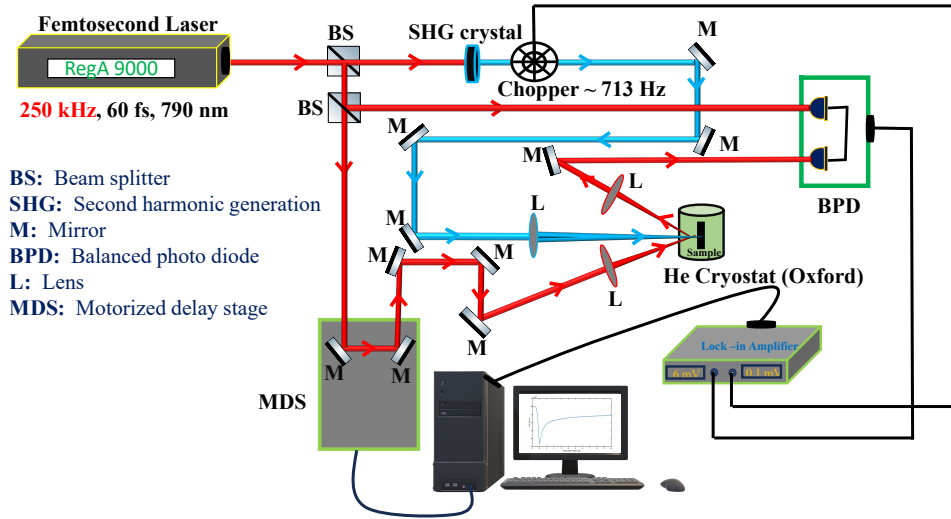 Femtosecond Laser
RegA 9000
250 kHz, 60 fs, 790 nm
BS
BS
SHG crystal
Chopper ~ 713 Hz
M
M
M
M
M
M
M
M
M
M
L
L
L
BPD
Sample
He Cryostat (Oxford)
BS: Beam splitter
SHG: Second harmonic generation
M: Mirror
BPD: Balanced photo diode
L: Lens
MDS: Motorized delay stage
MDS
Lock –in Amplifier
6 mV
0.1 mV